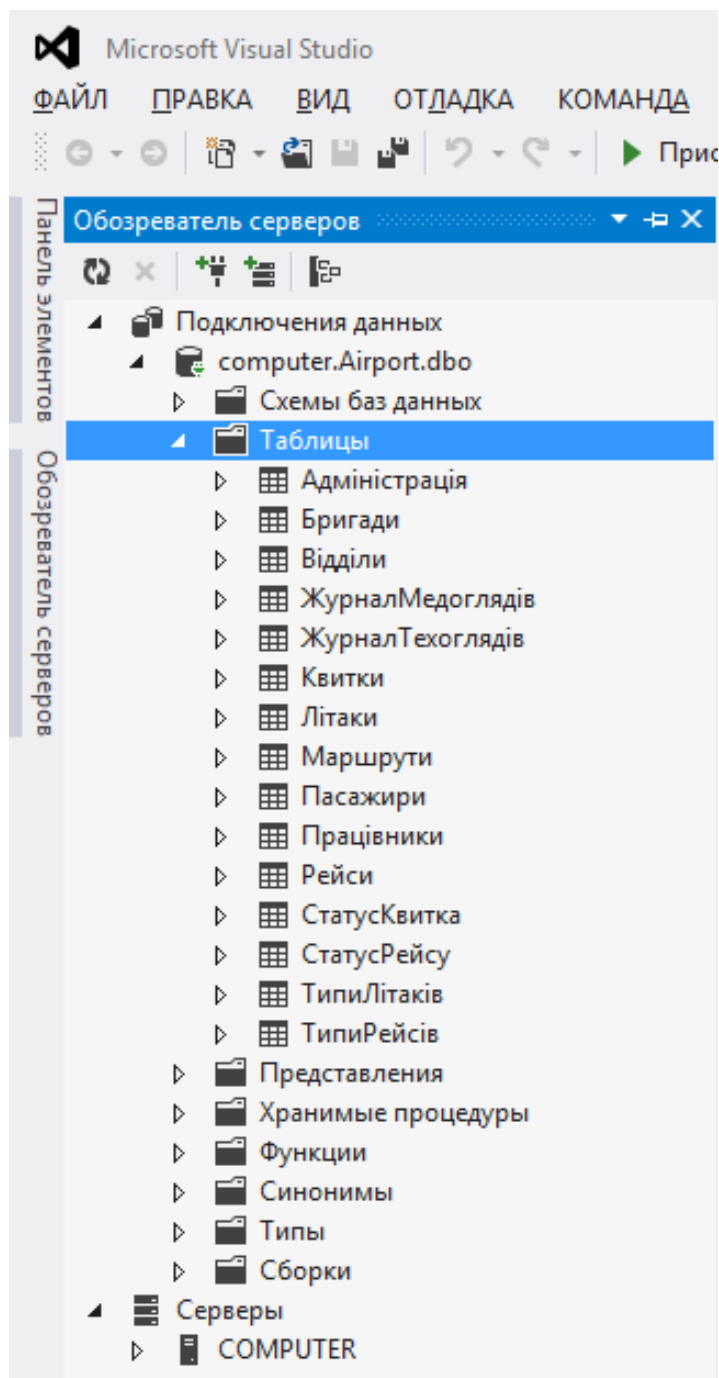 Microsoft Visual Studio
ФАЙЛ ПРАВКА ВИД ОТЛАДКА КОМАНДА
Панель элементов
Обозреватель серверов
Обозреватель серверов
Подключения данных
computer.Airport.dbo
Схемы баз данных
Таблицы
Адміністрація
Бригади
Відділи
ЖурналМедоглядів
ЖурналТехоглядів
Квитки
Літаки
Маршрути
Пасажири
Працівники
Рейси
СтатусКвитка
СтатусРейсу
ТипиЛітаків
ТипиРейсів
Представления
Хранимые процедуры
Функции
Синонимы
Типы
Сборки
Серверы
COMPUTER